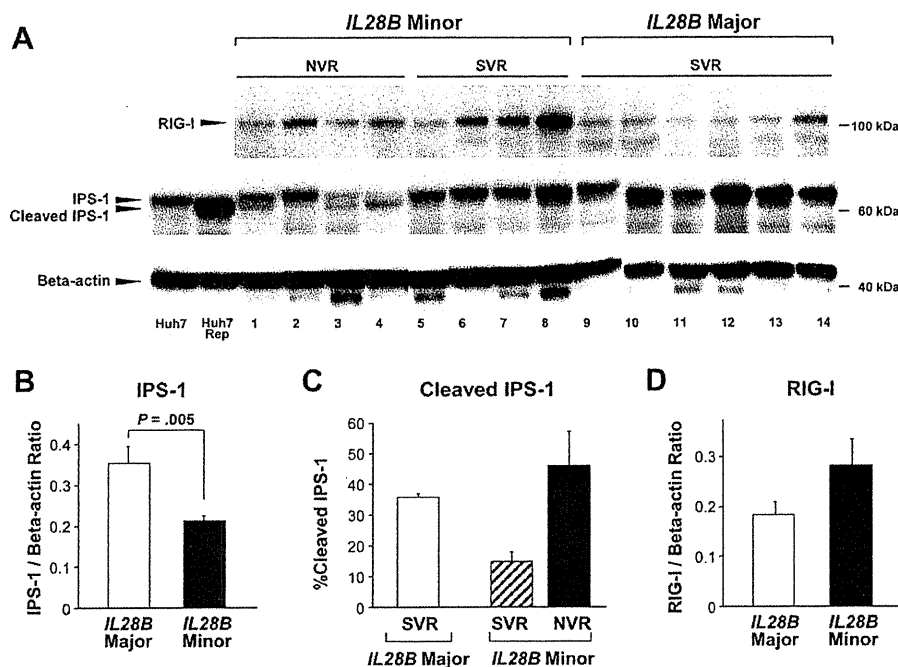 A
IL28B Minor IL28B Major
NVR SVR SVR
RIG-I 100 kDa
IPS-1
Cleaved IPS-1 60 kDa
Beta-actin 40 kDa
Huh7 Huh7 Rep 1 2 3 4 5 6 7 8 9 10 11 12 13 14
B
IPS-1
P = .005
IPS-1 / Beta-actin Ratio
0.4
0.3
0.2
0.1
0
IL28B Major
IL28B Minor
C
Cleaved IPS-1
%Cleaved IPS-1
60
50
40
30
20
10
0
SVR SVR NVR
IL28B Major IL28B Minor
D
RIG-I
RIG-I / Beta-actin Ratio
0.3
0.2
0.1
0
IL28B Major
IL28B Minor